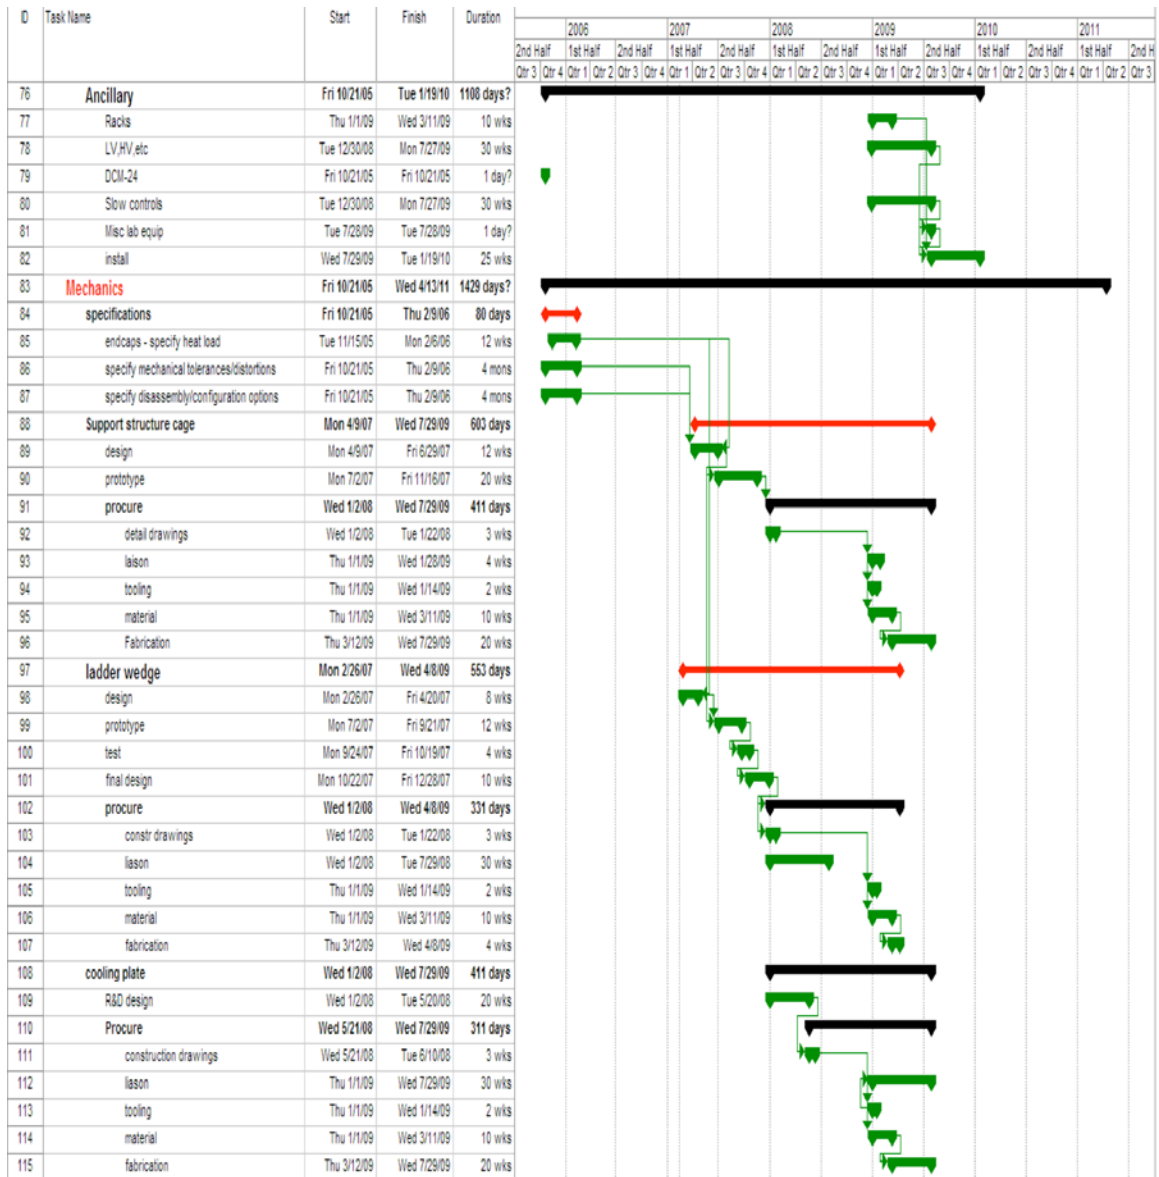 ID Task Name Start Finish Duration
2006 2007 2008 2009 2010 2011
2nd Half 1st Half 2nd Half 1st Half 2nd Half 1st Half 2nd Half 1st Half 2nd Half 1st Half 2nd Half 1st Half 2nd H
Qtr 3 Qtr 4 Qtr 1 Qtr 2 Qtr 3 Qtr 4 Qtr 1 Qtr 2 Qtr 3 Qtr 4 Qtr 1 Qtr 2 Qtr 3 Qtr 4 Qtr 1 Qtr 2 Qtr 3 Qtr 4 Qtr 1 Qtr 2 Qtr 3 Qtr 4 Qtr 1 Qtr 2 Qtr 3
76 Ancillary Fri 10/21/05 Tue 1/19/10 1108 days?
77 Racks Thu 1/1/09 Wed 3/11/09 10 wks
78 LV,HV,etc Tue 12/30/08 Mon 7/27/09 30 wks
79 DCM-24 Fri 10/21/05 Fri 10/21/05 1 day?
80 Slow controls Tue 12/30/08 Mon 7/27/09 30 wks
81 Misc lab equip Tue 7/28/09 Tue 7/28/09 1 day?
82 install Wed 7/29/09 Tue 1/19/10 25 wks
83 Mechanics Fri 10/21/05 Wed 4/13/11 1429 days?
84 specifications Fri 10/21/05 Thu 2/9/06 80 days
85 endcaps - specify heat load Tue 11/15/05 Mon 2/6/06 12 wks
86 specify mechanical tolerances/distortions Fri 10/21/05 Thu 2/9/06 4 mons
87 specify disassembly/configuration options Fri 10/21/05 Thu 2/9/06 4 mons
88 Support structure cage Mon 4/9/07 Wed 7/29/09 603 days
89 design Mon 4/9/07 Fri 6/29/07 12 wks
90 prototype Mon 7/2/07 Fri 11/16/07 20 wks
91 procure Wed 1/2/08 Wed 7/29/09 411 days
92 detail drawings Wed 1/2/08 Tue 1/22/08 3 wks
93 laison Thu 1/1/09 Wed 1/28/09 4 wks
94 tooling Thu 1/1/09 Wed 1/14/09 2 wks
95 material Thu 1/1/09 Wed 3/11/09 10 wks
96 Fabrication Thu 3/12/09 Wed 7/29/09 20 wks
97 ladder wedge Mon 2/26/07 Wed 4/8/09 553 days
98 design Mon 2/26/07 Fri 4/20/07 8 wks
99 prototype Mon 7/2/07 Fri 9/21/07 12 wks
100 test Mon 9/24/07 Fri 10/19/07 4 wks
101 final design Mon 10/22/07 Fri 12/28/07 10 wks
102 procure Wed 1/2/08 Wed 4/8/09 331 days
103 constr drawings Wed 1/2/08 Tue 1/22/08 3 wks
104 liason Wed 1/2/08 Tue 7/29/08 30 wks
105 tooling Thu 1/1/09 Wed 1/14/09 2 wks
106 material Thu 1/1/09 Wed 3/11/09 10 wks
107 fabrication Thu 3/12/09 Wed 4/8/09 4 wks
108 cooling plate Wed 1/2/08 Wed 7/29/09 411 days
109 R&D design Wed 1/2/08 Tue 5/20/08 20 wks
110 Procure Wed 5/21/08 Wed 7/29/09 311 days
111 construction drawings Wed 5/21/08 Tue 6/10/08 3 wks
112 liason Thu 1/1/09 Wed 7/29/09 30 wks
113 tooling Thu 1/1/09 Wed 1/14/09 2 wks
114 material Thu 1/1/09 Wed 3/11/09 10 wks
115 fabrication Thu 3/12/09 Wed 7/29/09 20 wks